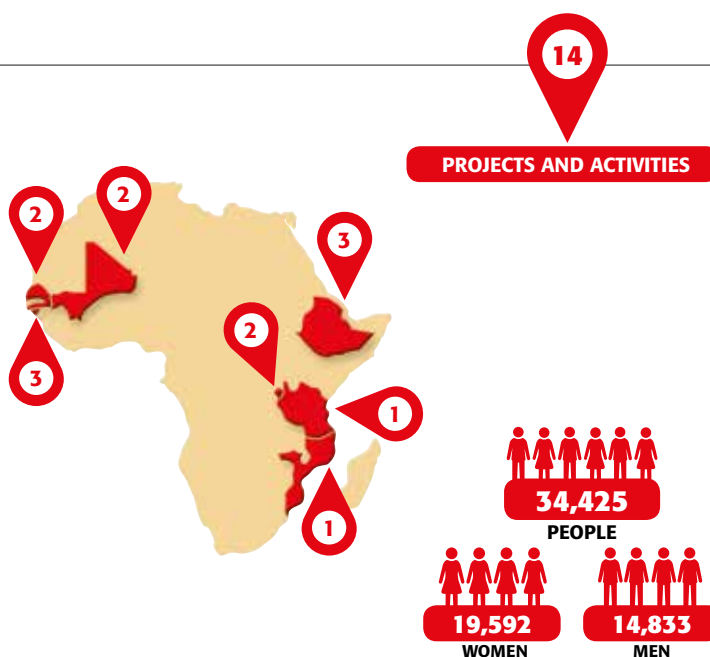 14
PROJECTS AND ACTIVITIES
2
2
3
3
2
1
1
34,425
PEOPLE
19,592
WOMEN
14,833
MEN